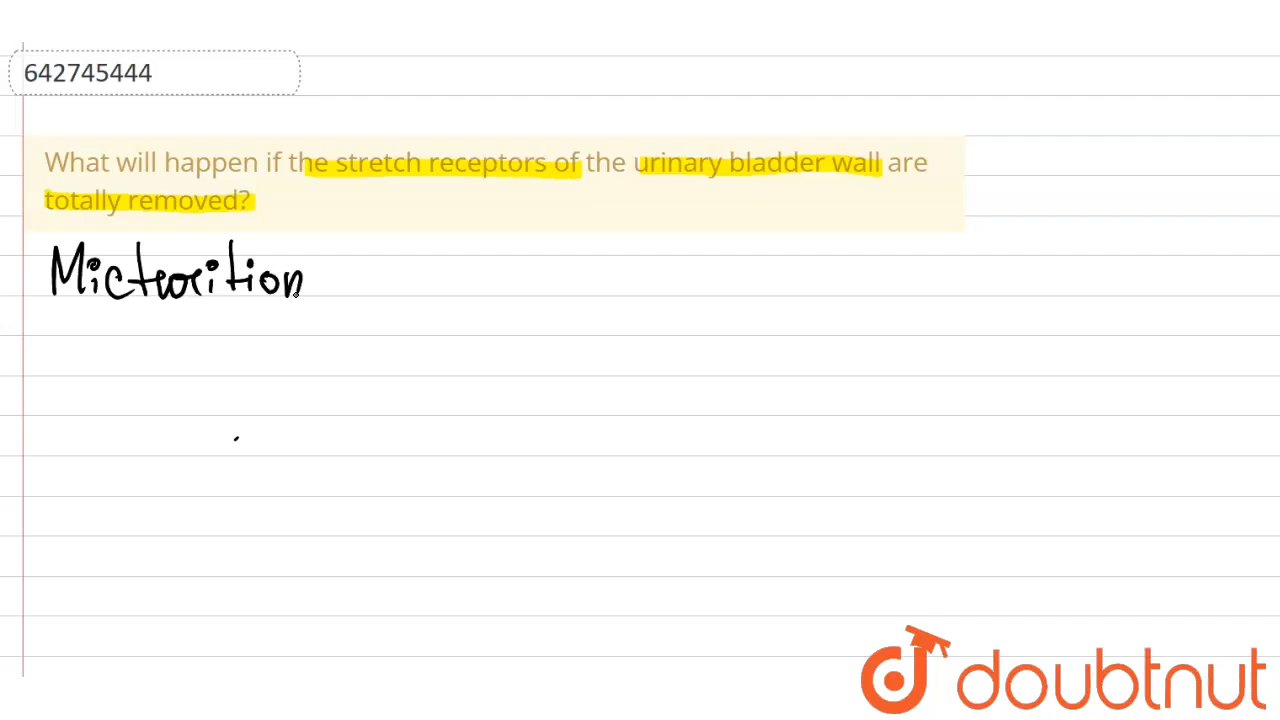 642745444
What will happen if the stretch receptors of the urinary bladder wall are
totally removed?
Micturition
doubtnut